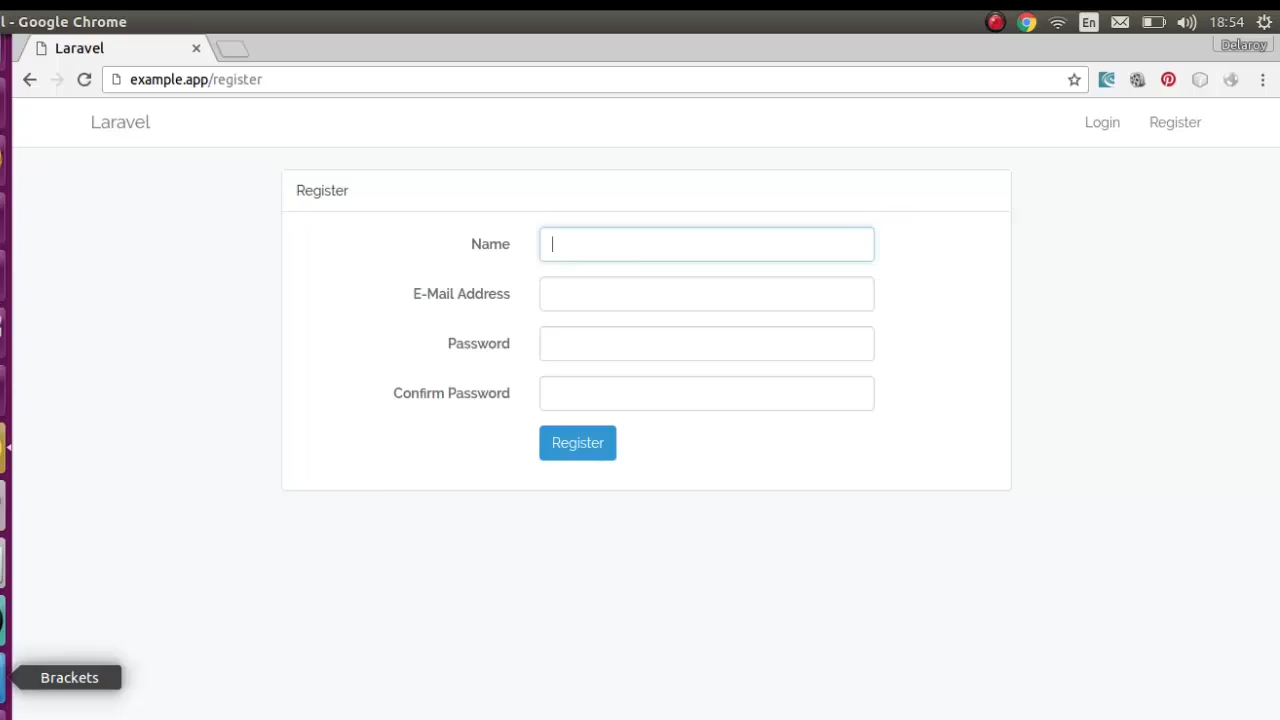 l - Google Chrome
En
18:54
Laravel
Delaroy
example.app/register
Laravel
Login
Register
Register
Name
E-Mail Address
Password
Confirm Password
Register
Brackets